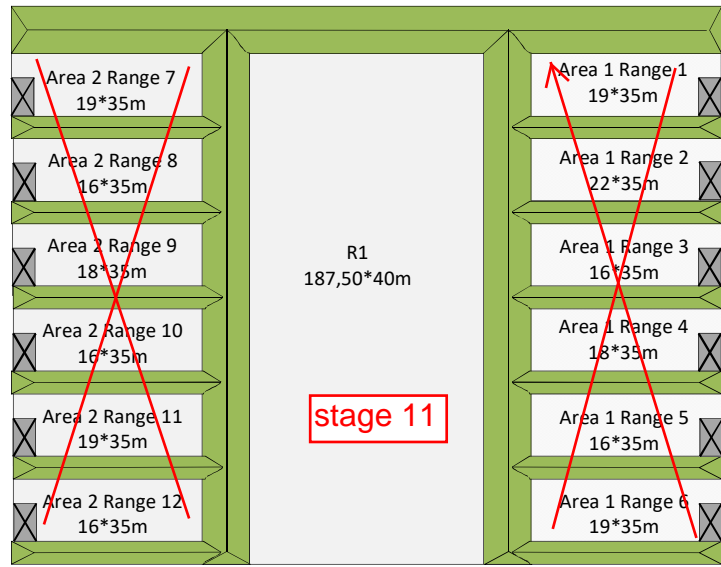 Area 2 Range 7
19*35m
Area 2 Range 8
16*35m
Area 2 Range 9
18*35m
Area 2 Range 10
16*35m
Area 2 Range 11
19*35m
Area 2 Range 12
16*35m
R1
187,50*40m
stage 11
Area 1 Range 1
19*35m
Area 1 Range 2
22*35m
Area 1 Range 3
16*35m
Area 1 Range 4
18*35m
Area 1 Range 5
16*35m
Area 1 Range 6
19*35m